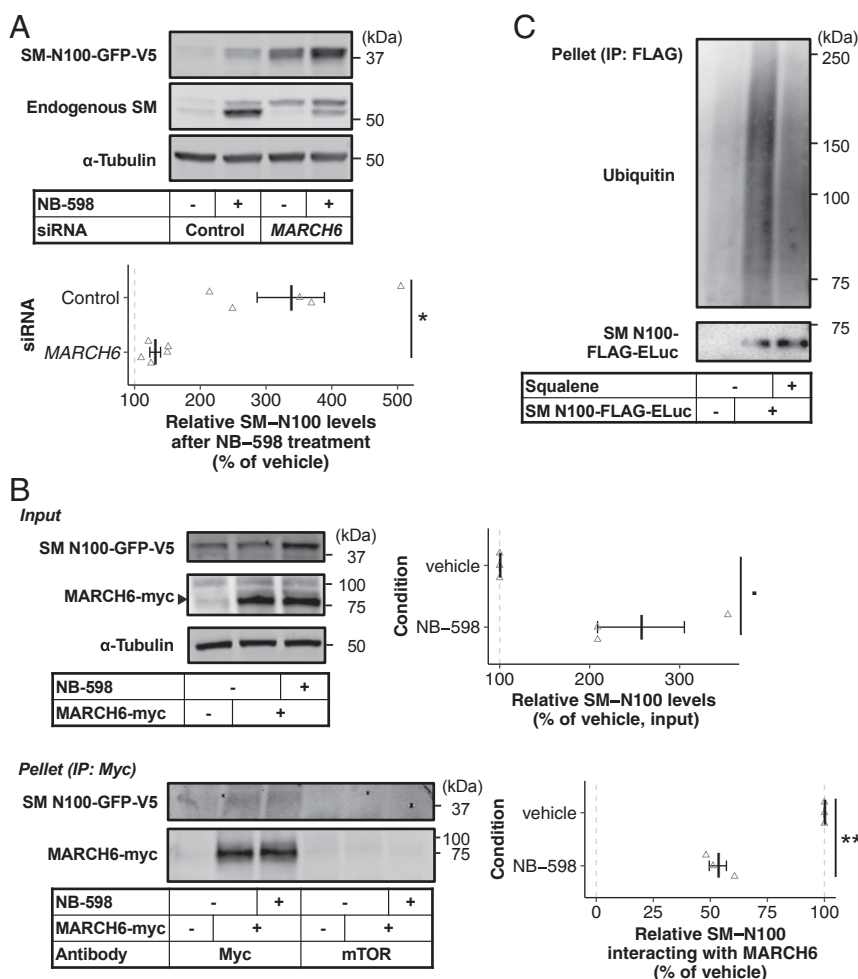 A
(kDa)
SM-N100-GFP-V5
37
Endogenous SM
50
α-Tubulin
50
NB-598 - + - +
siRNA Control MARCH6
siRNA
Control
MARCH6
*
100 200 300 400 500
Relative SM–N100 levels
after NB–598 treatment
(% of vehicle)
B
Input
(kDa)
SM N100-GFP-V5
37
MARCH6-myc
100
75
α-Tubulin
50
NB-598 - +
MARCH6-myc - +
Condition
vehicle
NB–598
.
100 200 300
Relative SM–N100 levels
(% of vehicle, input)
Pellet (IP: Myc)
(kDa)
SM N100-GFP-V5
37
MARCH6-myc
100
75
NB-598 - + - +
MARCH6-myc - + - +
Antibody Myc mTOR
Condition
vehicle
NB–598
**
0 25 50 75 100
Relative SM–N100
interacting with MARCH6
(% of vehicle)
C
Pellet (IP: FLAG)
(kDa)
250
150
Ubiquitin
100
75
75
SM N100-
FLAG-ELuc
Squalene - +
SM N100-FLAG-ELuc - +